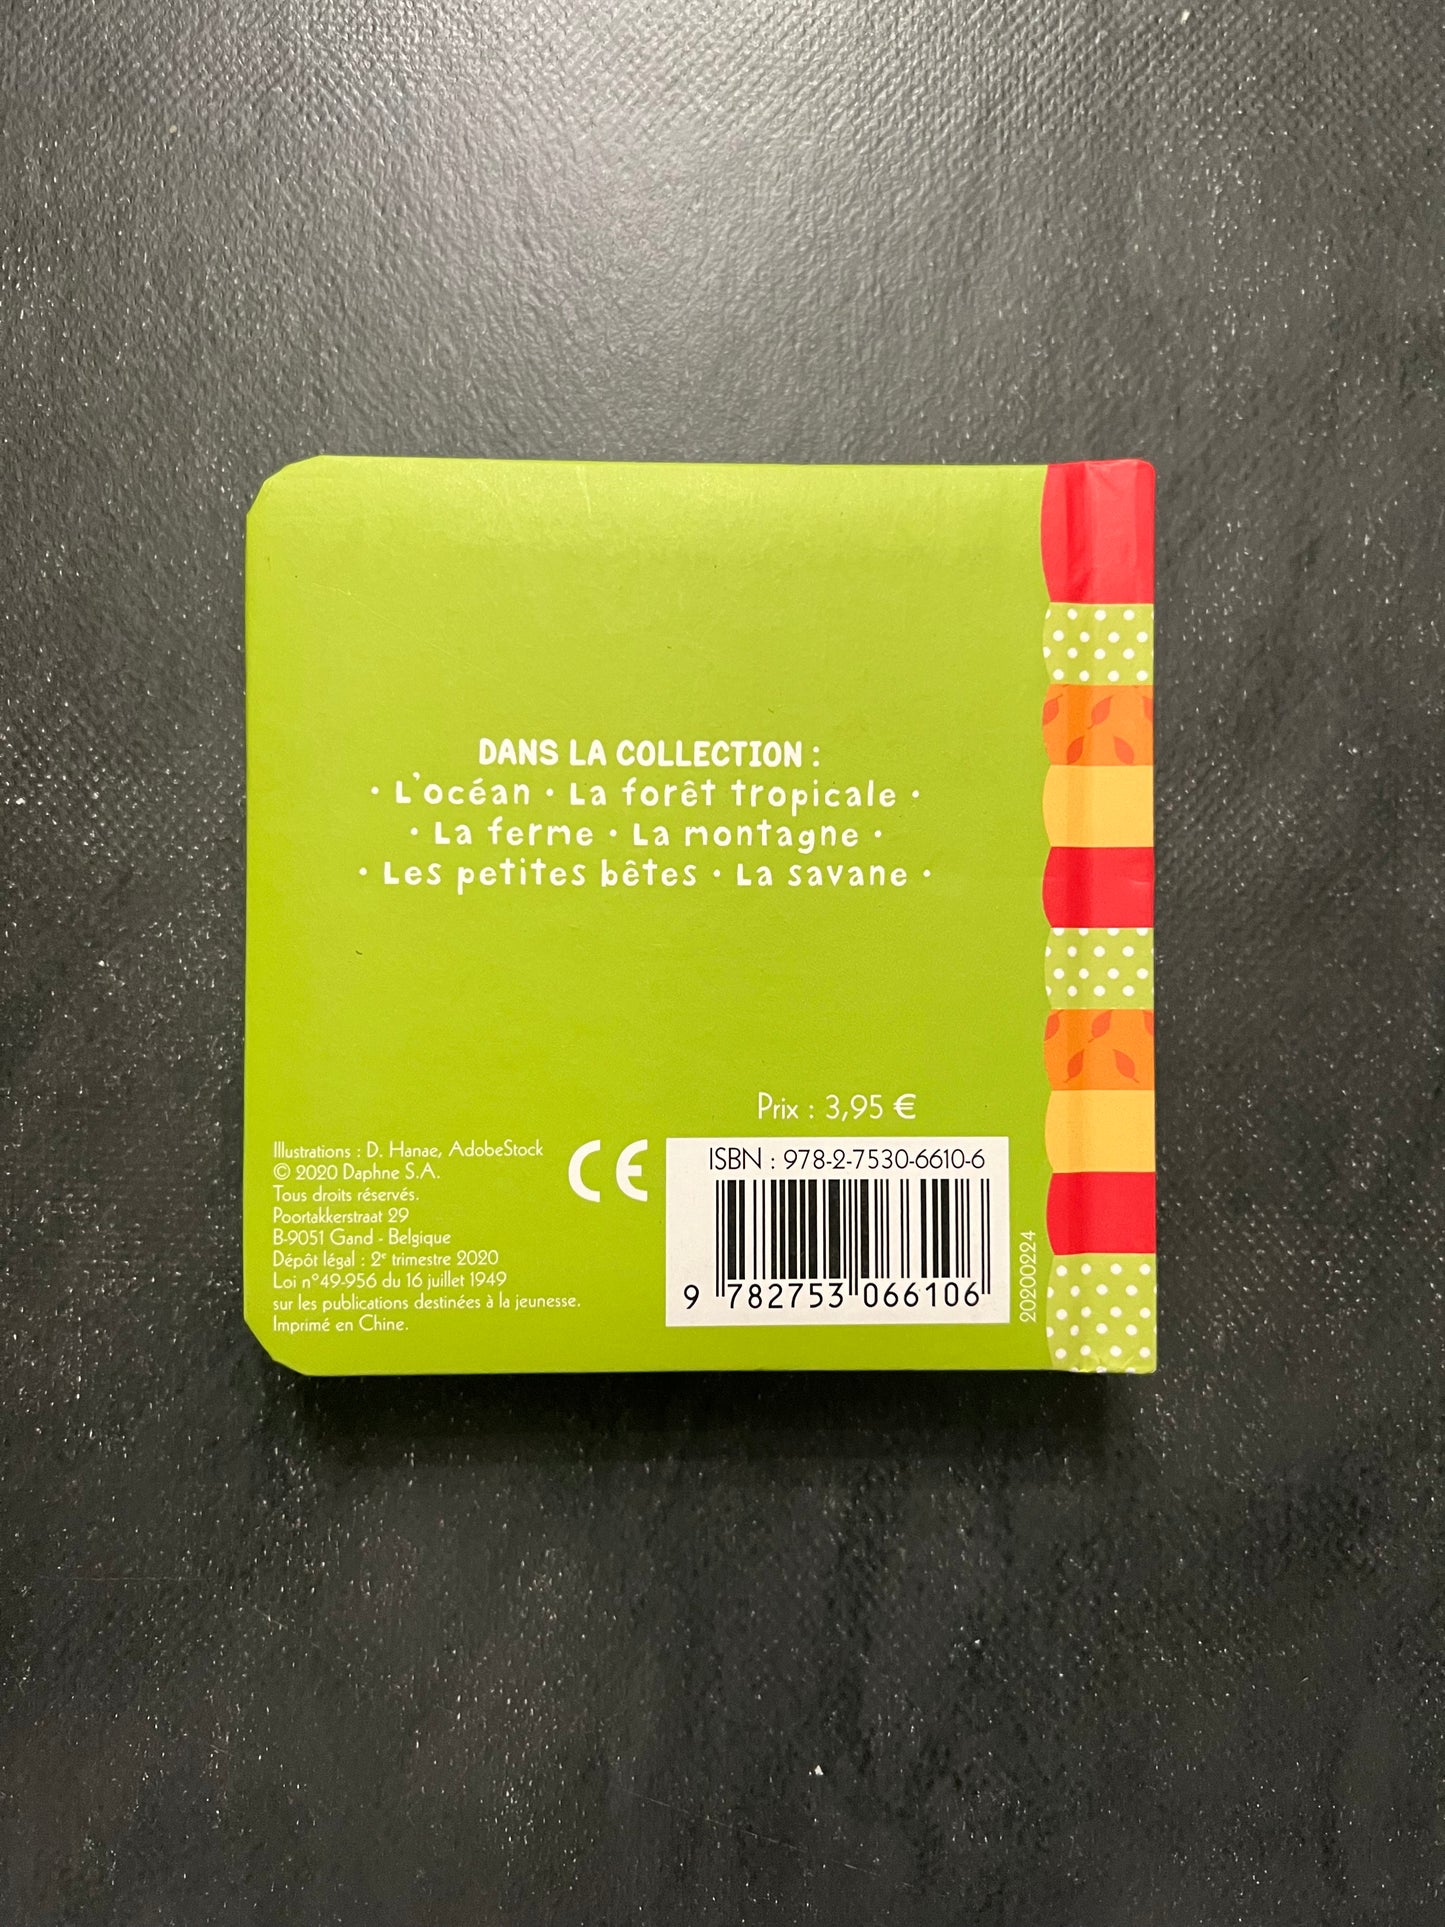 DANS LA COLLECTION :
• L'océan • La forêt tropicale •
• La ferme • La montagne •
• Les petites bêtes • La savane •
Prix : 3,95 €
Illustrations : D. Hanae, AdobeStock
© 2020 Daphne S.A.
Tous droits réservés.
Poortakkerstraat 29
B-9051 Gand - Belgique
Dépôt légal : 2e trimestre 2020
Loi n°49-956 du 16 juillet 1949
sur les publications destinées à la jeunesse.
Imprimé en Chine.
CE
ISBN : 978-2-7530-6610-6
9 782753 066106
20200224